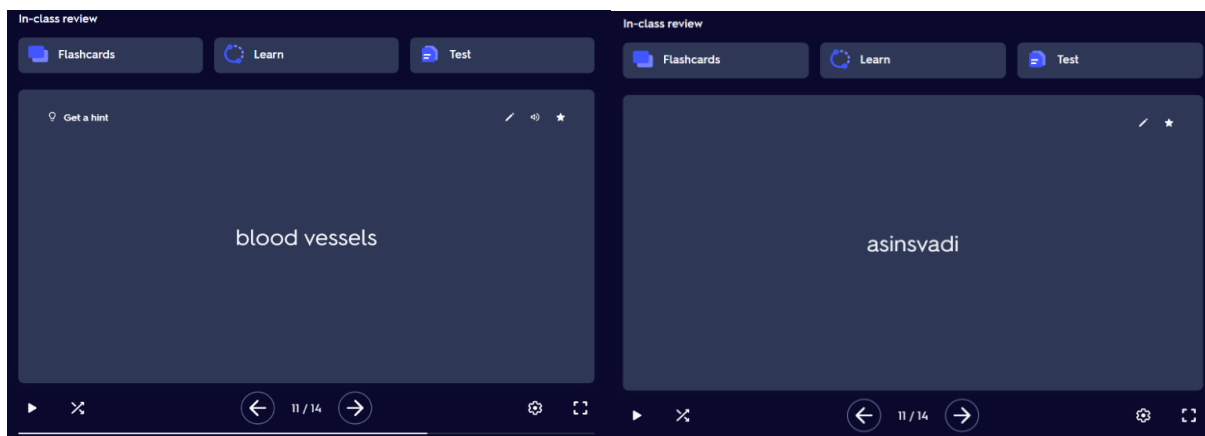 In-class review
Flashcards Learn Test
Get a hint
blood vessels
11 / 14
In-class review
Flashcards Learn Test
asinsvadi
11 / 14